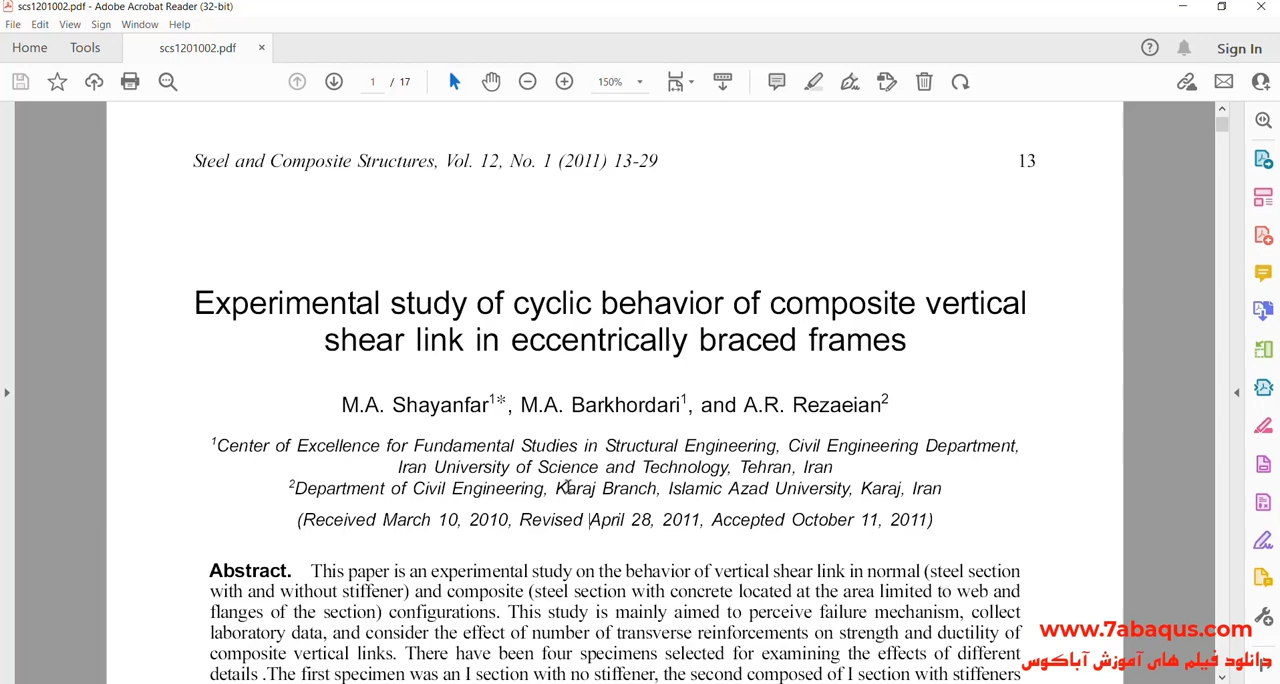 scs1201002.pdf - Adobe Acrobat Reader (32-bit)
File Edit View Sign Window Help
Home Tools scs1201002.pdf × Sign In
1 / 17 150%
Steel and Composite Structures, Vol. 12, No. 1 (2011) 13-29 13
Experimental study of cyclic behavior of composite vertical
shear link in eccentrically braced frames
M.A. Shayanfar1*, M.A. Barkhordari1, and A.R. Rezaeian2
1Center of Excellence for Fundamental Studies in Structural Engineering, Civil Engineering Department,
Iran University of Science and Technology, Tehran, Iran
2Department of Civil Engineering, Karaj Branch, Islamic Azad University, Karaj, Iran
(Received March 10, 2010, Revised April 28, 2011, Accepted October 11, 2011)
Abstract. This paper is an experimental study on the behavior of vertical shear link in normal (steel section
with and without stiffener) and composite (steel section with concrete located at the area limited to web and
flanges of the section) configurations. This study is mainly aimed to perceive failure mechanism, collect
laboratory data, and consider the effect of number of transverse reinforcements on strength and ductility of
composite vertical links. There have been four specimens selected for examining the effects of different
details .The first specimen was an I section with no stiffener, the second composed of I section with stiffeners
www.7abaqus.com
دانلود فیلم های آموزش آباکوس